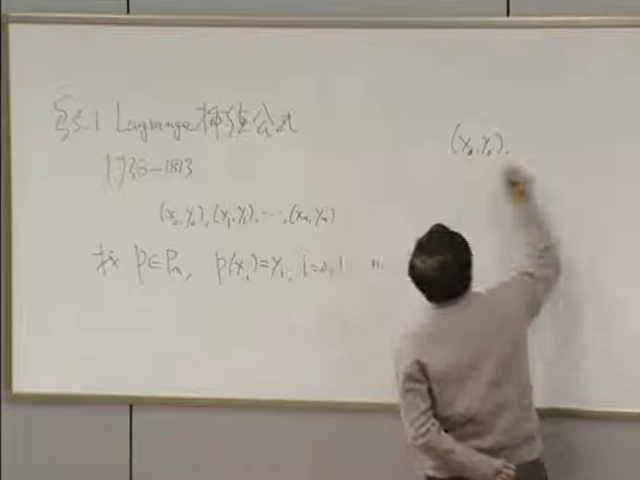 §3.1 Lagrange 插值公式
1736-1813
(x₀,y₀),(x₁,y₁),…,(xₙ,yₙ)
求 p∈Pₙ, p(xᵢ)=yᵢ, i=0,1 n.
(x₀,y₀),